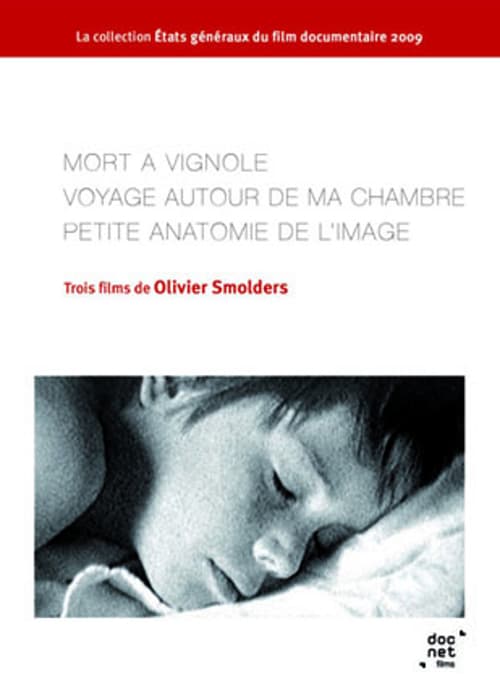 La collection États généraux du film documentaire 2009
MORT A VIGNOLE
VOYAGE AUTOUR DE MA CHAMBRE
PETITE ANATOMIE DE L'IMAGE
Trois films de Olivier Smolders
doc
net
films